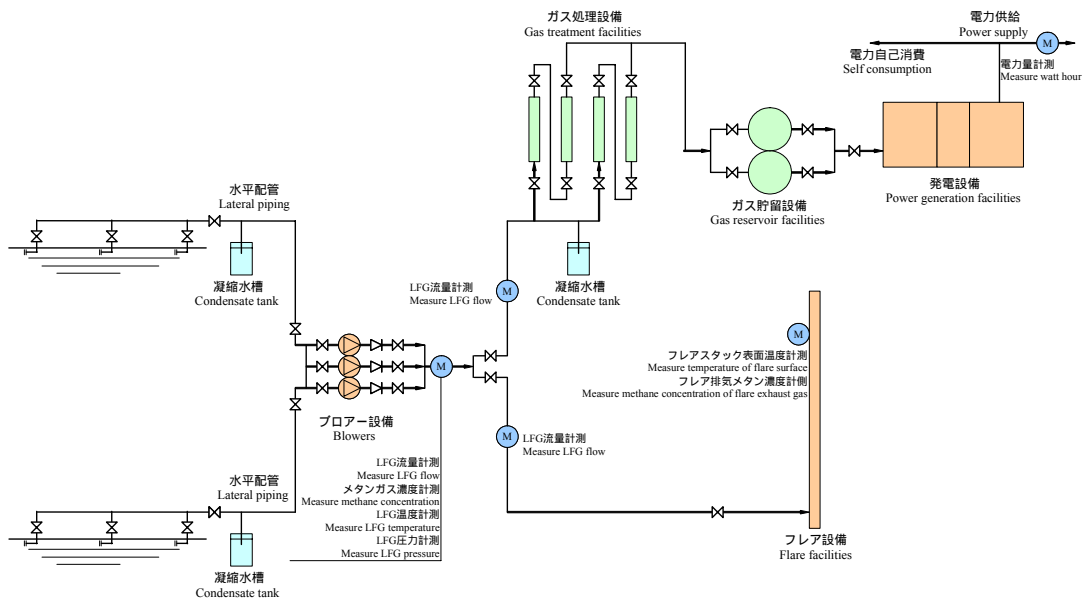 ガス処理設備
Gas treatment facilities
電力供給
Power supply
M
電力自己消費
Self consumption
電力量計測
Measure watt hour
発電設備
Power generation facilities
ガス貯留設備
Gas reservoir facilities
水平配管
Lateral piping
凝縮水槽
Condensate tank
LFG流量計測
Measure LFG flow
M
凝縮水槽
Condensate tank
M
フレアスタック表面温度計測
Measure temperature of flare surface
フレア排気メタン濃度計側
Measure methane concentration of flare exhaust gas
M
ブロアー設備
Blowers
M
LFG流量計測
Measure LFG flow
LFG流量計測
Measure LFG flow
メタンガス濃度計測
Measure methane concentration
LFG温度計測
Measure LFG temperature
LFG圧力計測
Measure LFG pressure
水平配管
Lateral piping
凝縮水槽
Condensate tank
フレア設備
Flare facilities